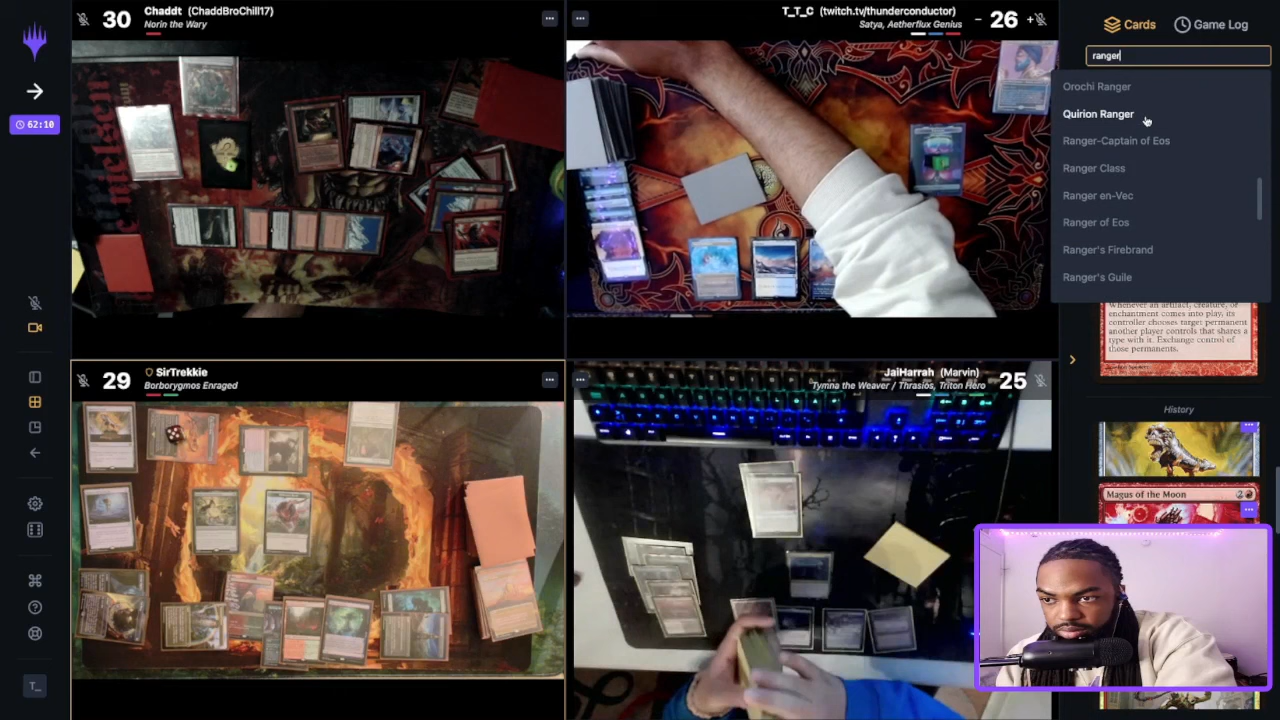 30
Chaddt (ChaddBroChill17)
Norin the Wary
T_T_C (twitch.tv/thunderconductor)
Satya, Aetherflux Genius
− 26 +
Cards
Game Log
ranger
62:10
Orochi Ranger
Quirion Ranger
Ranger-Captain of Eos
Ranger Class
Ranger en-Vec
Ranger of Eos
Ranger's Firebrand
Ranger's Guile
Whenever an artifact, creature, or
enchantment comes into play, its
controller chooses target permanent
another player controls that shares a
type with it. Exchange control of
those permanents.
29
SirTrekkie
Borborygmos Enraged
JaiHarrah (Marvin)
Tymna the Weaver / Thrasios, Triton Hero
25
History
Magus of the Moon 2
T_